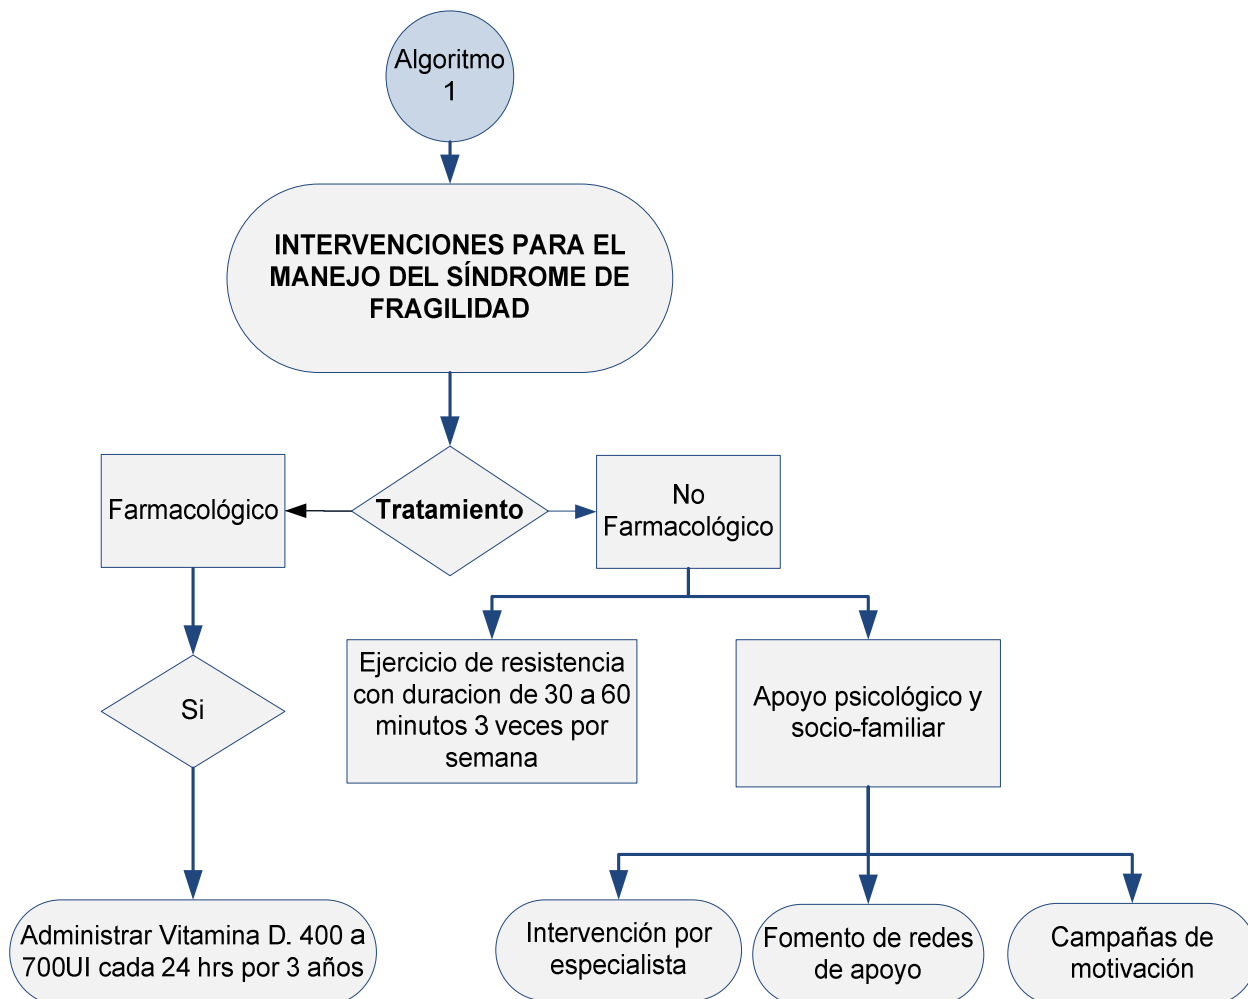 Algoritmo
1
INTERVENCIONES PARA EL
MANEJO DEL SÍNDROME DE
FRAGILIDAD
Farmacológico
Tratamiento
No
Farmacológico
Si
Ejercicio de resistencia
con duracion de 30 a 60
minutos 3 veces por
semana
Apoyo psicológico y
socio-familiar
Administrar Vitamina D. 400 a
700UI cada 24 hrs por 3 años
Intervención por
especialista
Fomento de redes
de apoyo
Campañas de
motivación